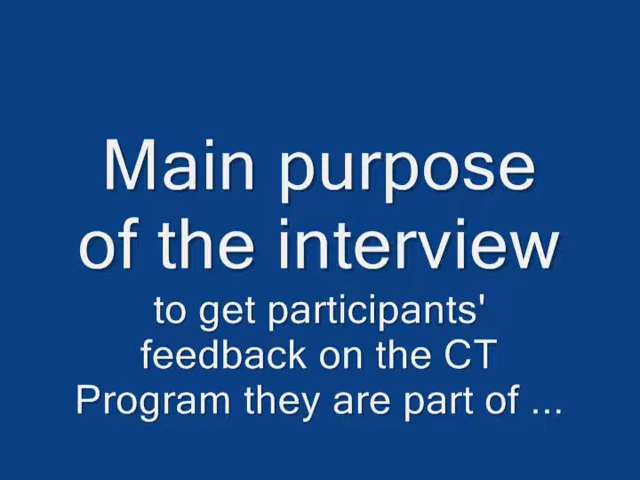 Main purpose
of the interview
to get participants'
feedback on the CT
Program they are part of ...